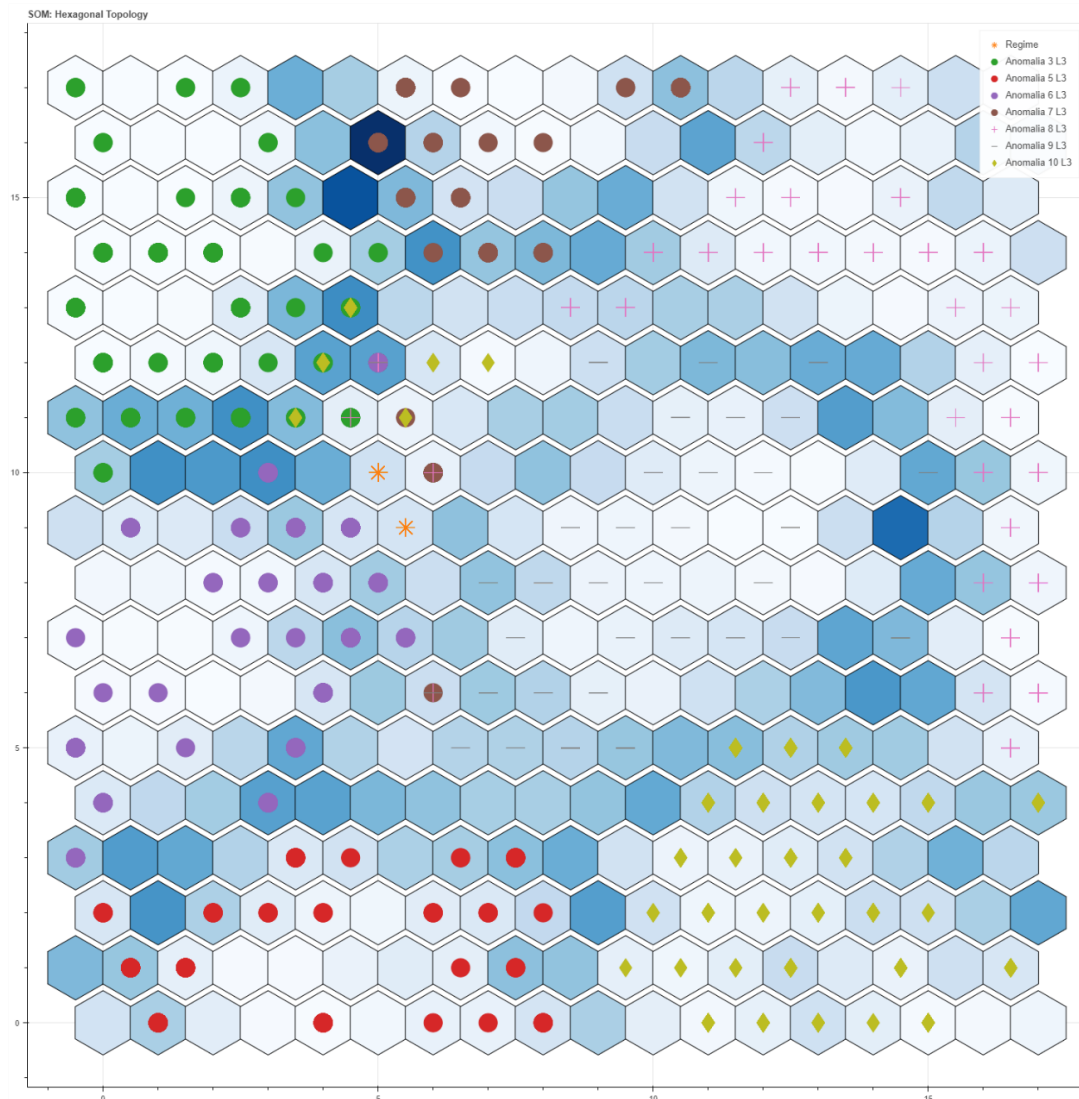 SOM: Hexagonal Topology
Regime
Anomalia 3 L3
Anomalia 5 L3
Anomalia 6 L3
Anomalia 7 L3
Anomalia 8 L3
Anomalia 9 L3
Anomalia 10 L3
15
10
5
0
0
5
10
15